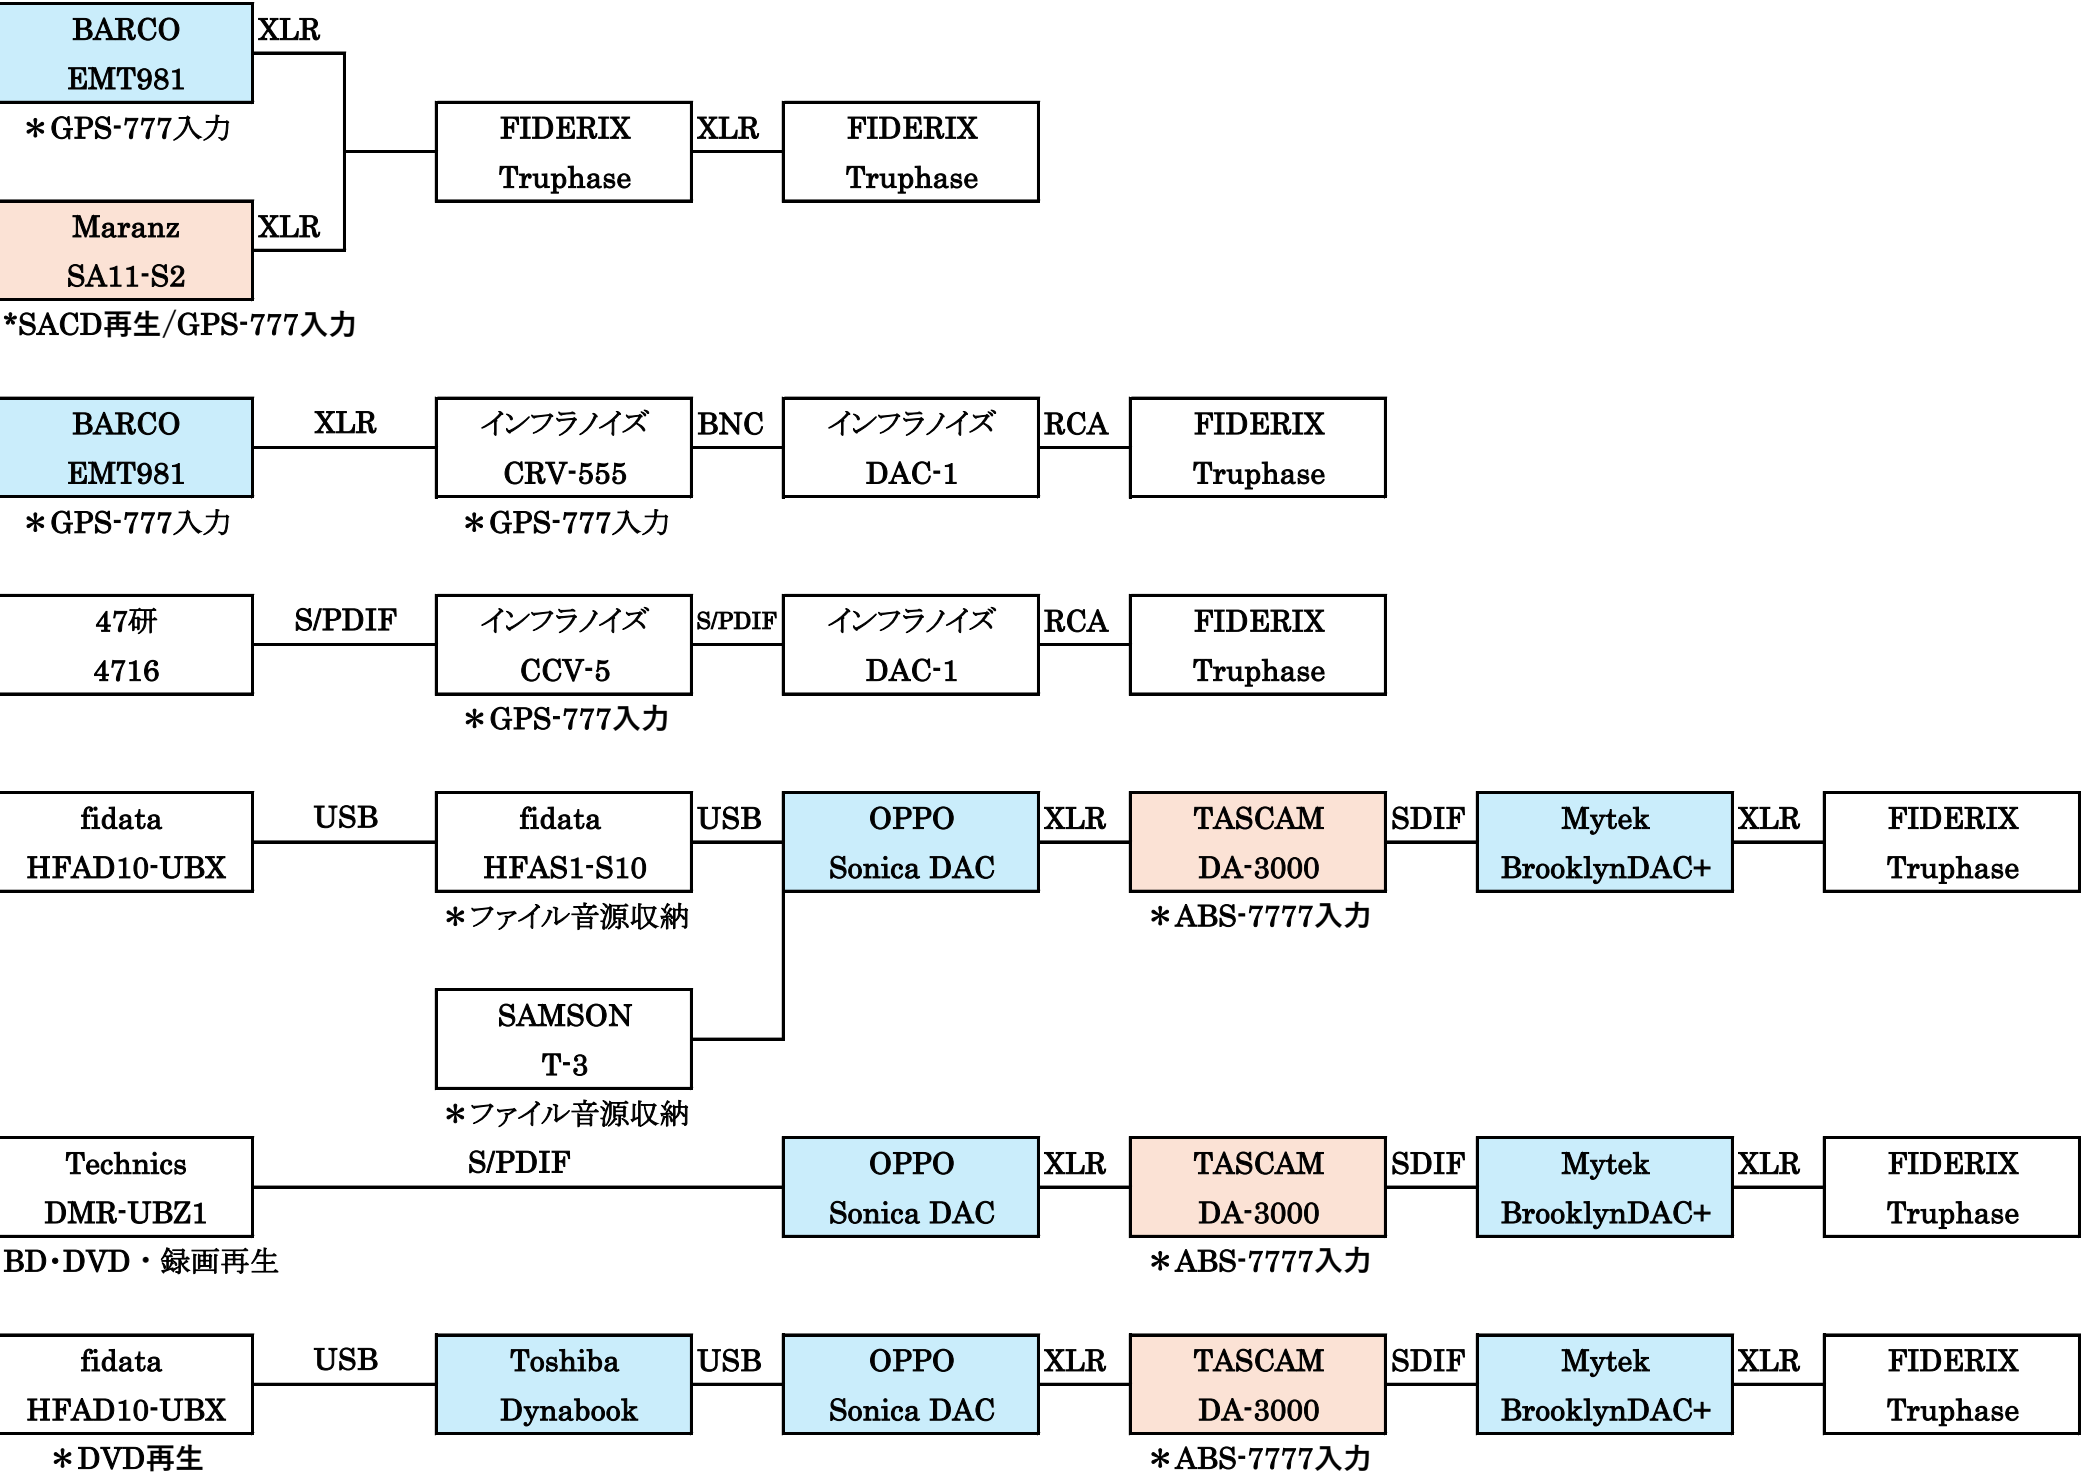 BARCO
EMT981
XLR
＊GPS-777入力
FIDERIX
Truphase
XLR
FIDERIX
Truphase
Maranz
SA11-S2
XLR
*SACD再生/GPS-777入力
BARCO
EMT981
XLR
インフラノイズ
CRV-555
BNC
インフラノイズ
DAC-1
RCA
FIDERIX
Truphase
＊GPS-777入力
＊GPS-777入力
47研
4716
S/PDIF
インフラノイズ
CCV-5
S/PDIF
インフラノイズ
DAC-1
RCA
FIDERIX
Truphase
＊GPS-777入力
fidata
HFAD10-UBX
USB
fidata
HFAS1-S10
USB
OPPO
Sonica DAC
XLR
TASCAM
DA-3000
SDIF
Mytek
BrooklynDAC+
XLR
FIDERIX
Truphase
＊ファイル音源収納
＊ABS-7777入力
SAMSON
T-3
＊ファイル音源収納
Technics
DMR-UBZ1
S/PDIF
OPPO
Sonica DAC
XLR
TASCAM
DA-3000
SDIF
Mytek
BrooklynDAC+
XLR
FIDERIX
Truphase
BD・DVD・録画再生
＊ABS-7777入力
fidata
HFAD10-UBX
USB
Toshiba
Dynabook
USB
OPPO
Sonica DAC
XLR
TASCAM
DA-3000
SDIF
Mytek
BrooklynDAC+
XLR
FIDERIX
Truphase
＊DVD再生
＊ABS-7777入力